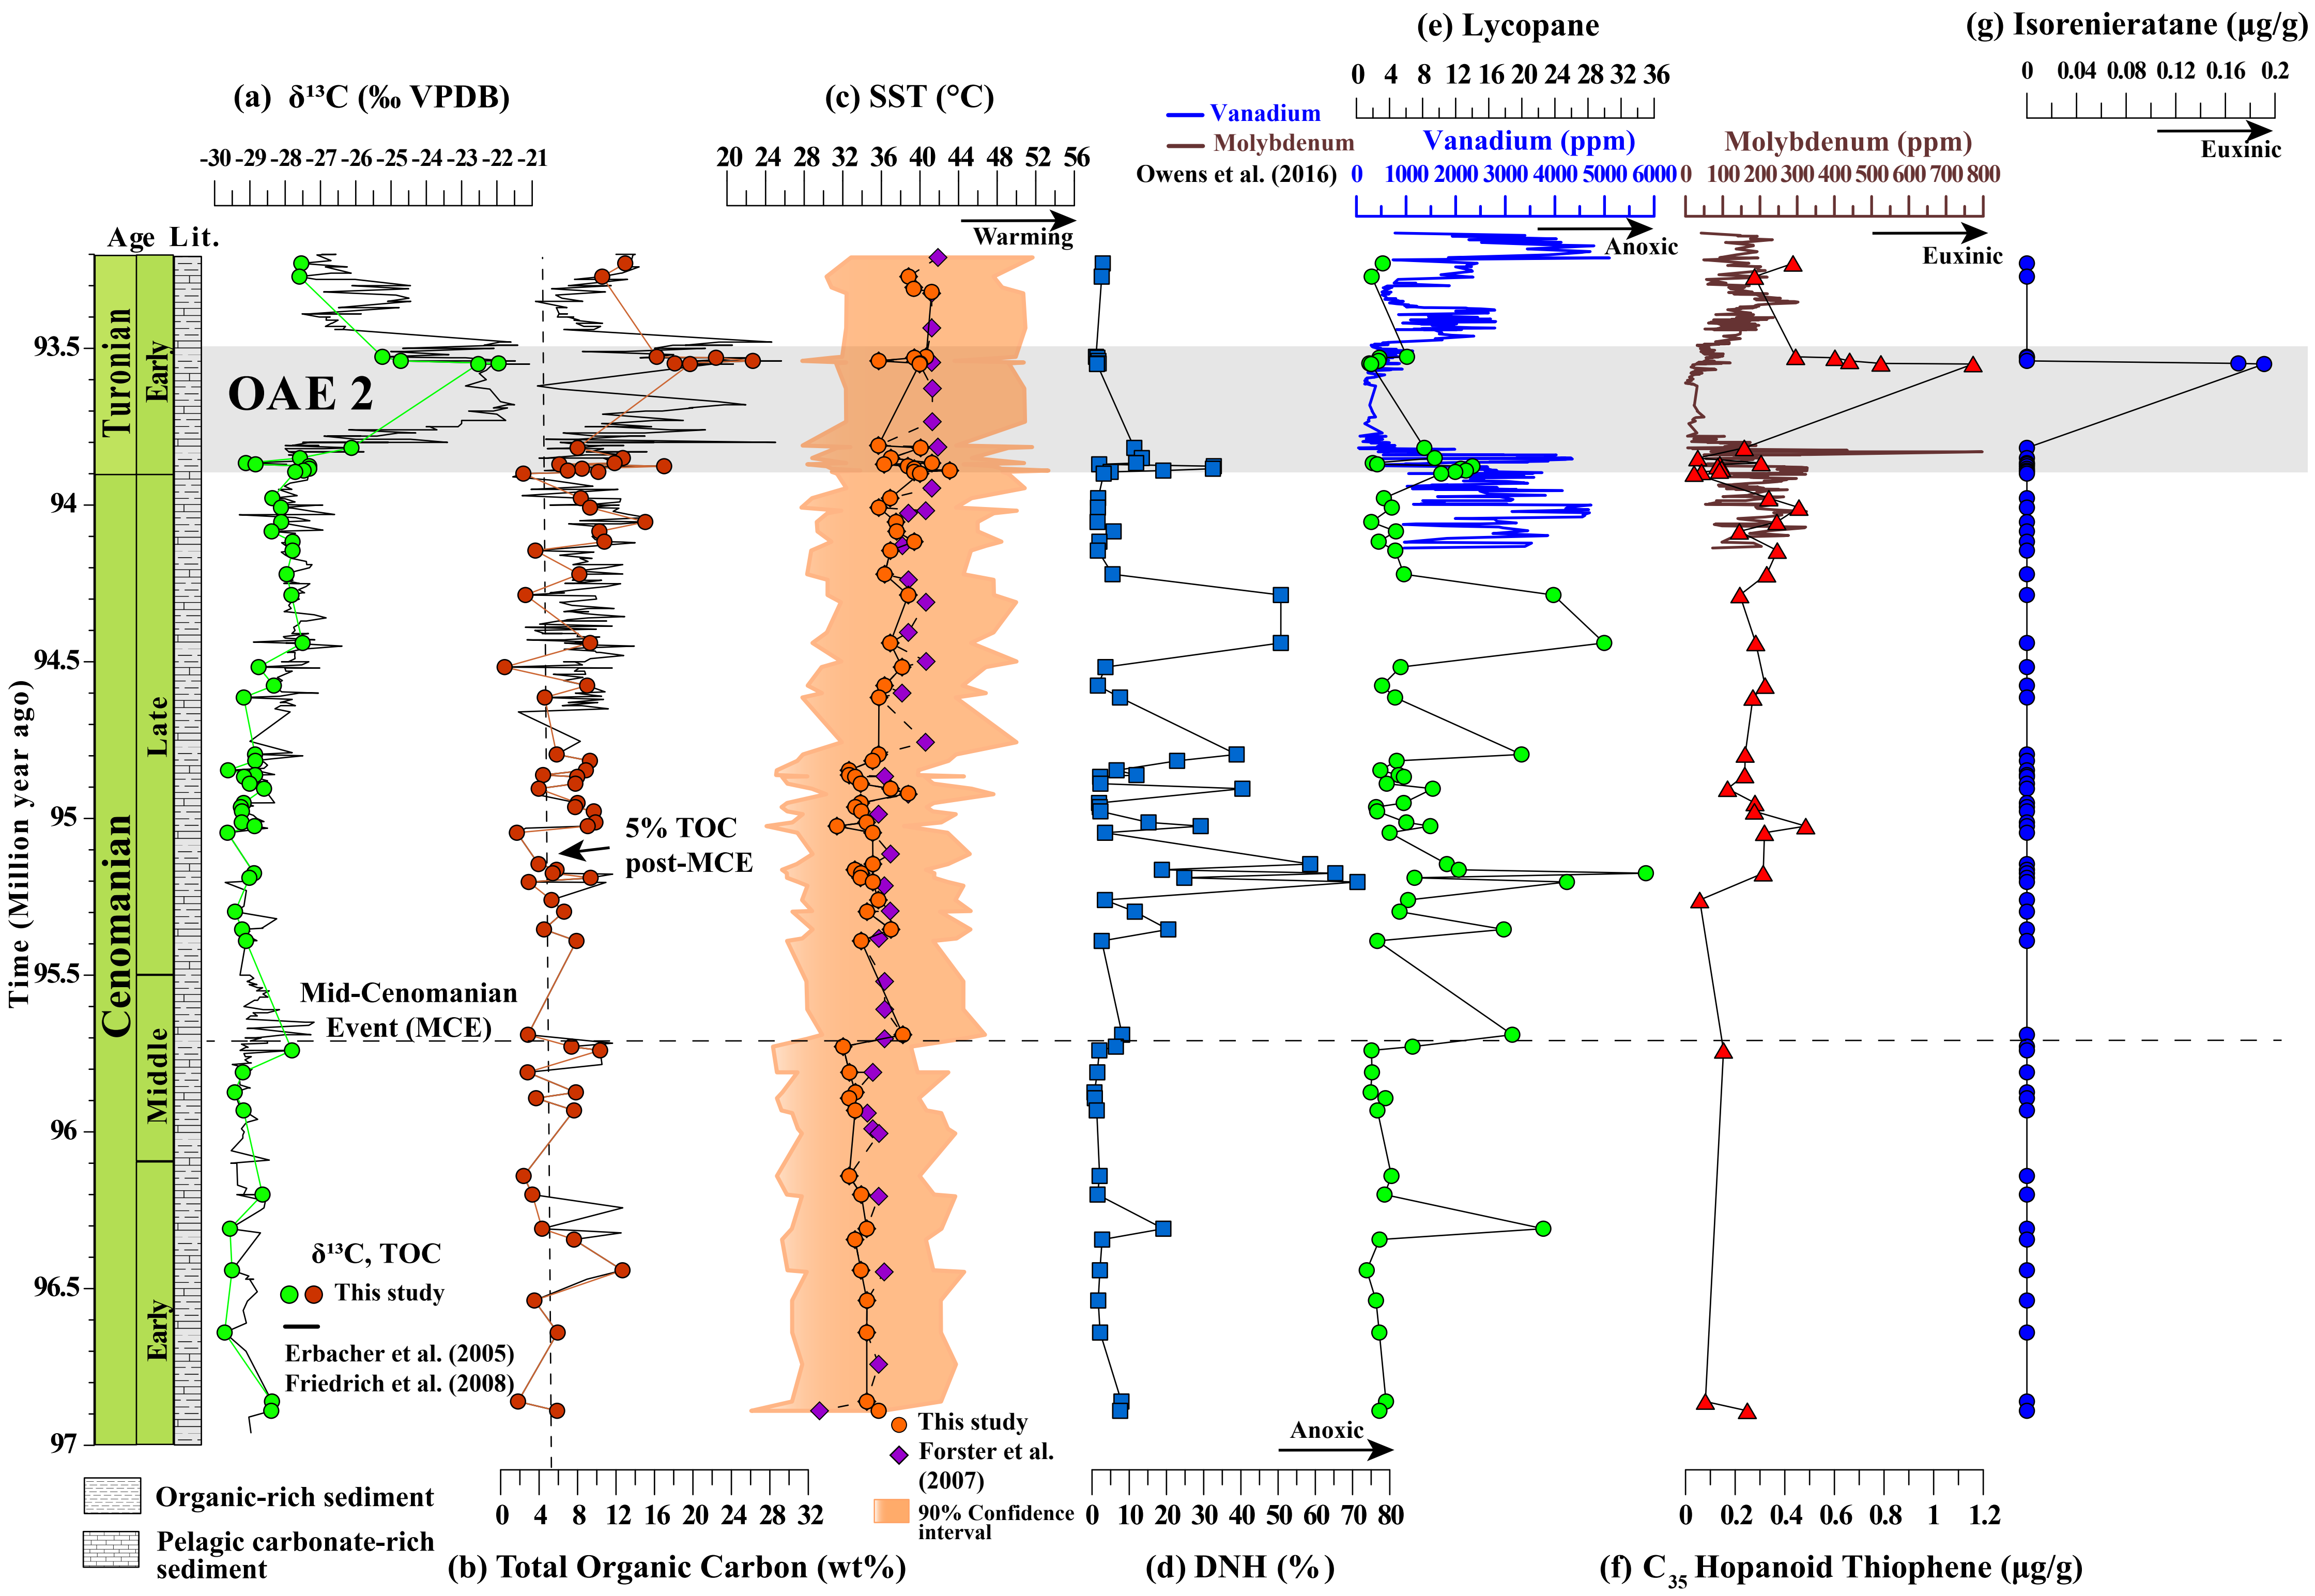 (e) Lycopane
(g) Isorenieratane (µg/g)
0 4 8 12 16 20 24 28 32 36
0 0.04 0.08 0.12 0.16 0.2
(a) δ¹³C (‰ VPDB)
(c) SST (°C)
Vanadium
Molybdenum
Owens et al. (2016)
Vanadium (ppm)
Molybdenum (ppm)
Euxinic
-30 -29 -28 -27 -26 -25 -24 -23 -22 -21
20 24 28 32 36 40 44 48 52 56
0 1000 2000 3000 4000 5000 6000
0 100 200 300 400 500 600 700 800
Warming
Anoxic
Euxinic
Age Lit.
Time (Million year ago)
93.5
94
94.5
95
95.5
96
96.5
97
Turonian
Early
Cenomanian
Late
Middle
Early
OAE 2
5% TOC
post-MCE
Mid-Cenomanian
Event (MCE)
δ¹³C, TOC
This study
Erbacher et al. (2005)
Friedrich et al. (2008)
This study
Forster et al.
(2007)
90% Confidence
interval
Anoxic
Organic-rich sediment
Pelagic carbonate-rich
sediment
0 4 8 12 16 20 24 28 32
0 10 20 30 40 50 60 70 80
0 0.2 0.4 0.6 0.8 1 1.2
(b) Total Organic Carbon (wt%)
(d) DNH (%)
(f) C₃₅ Hopanoid Thiophene (µg/g)